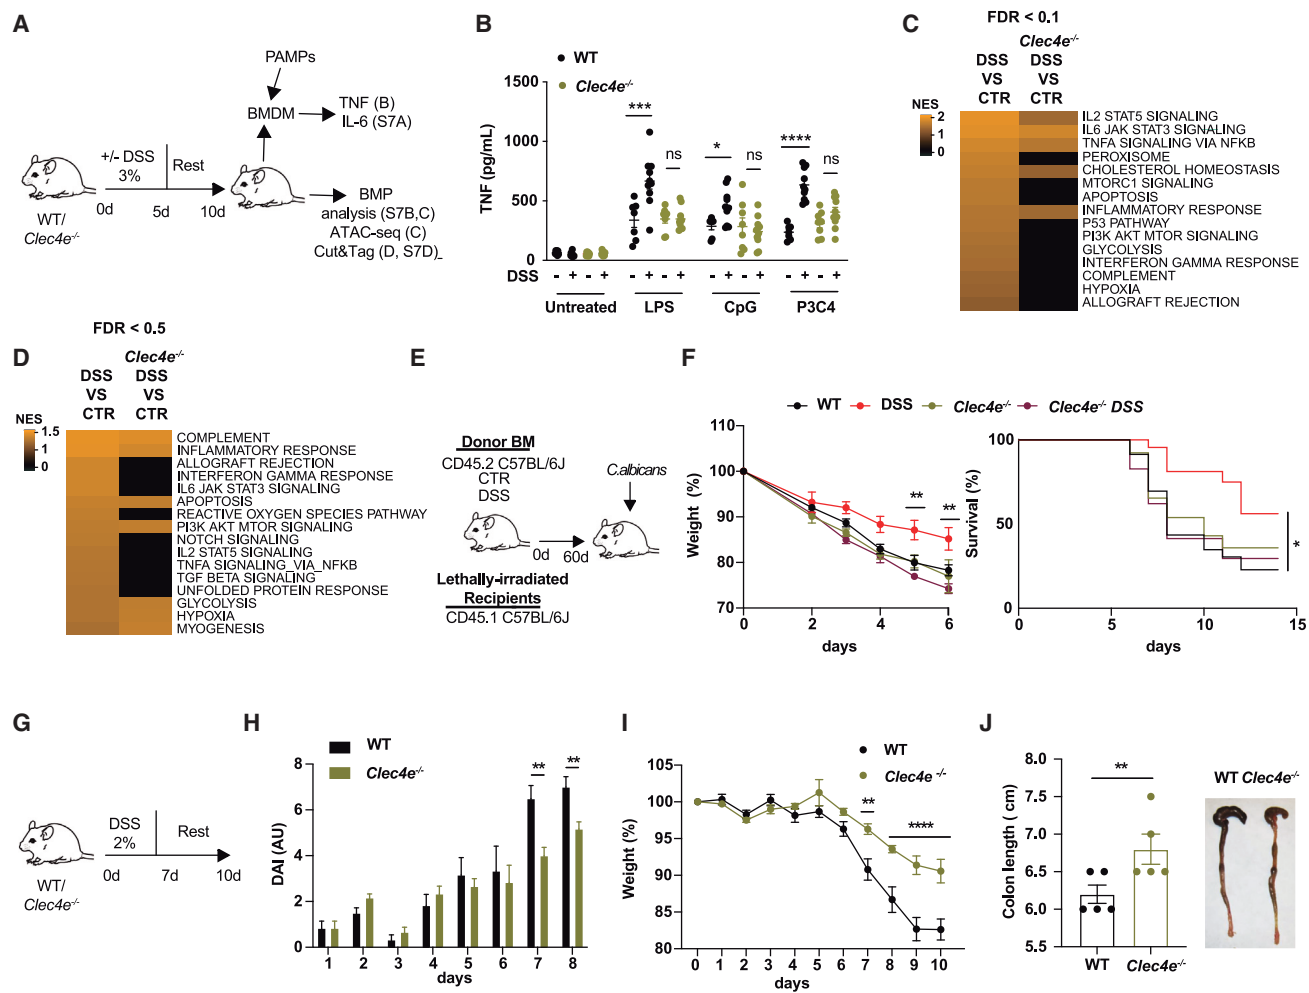 A
PAMPs
BMDM
TNF (B)
IL-6 (S7A)
+/- DSS
3%
Rest
0d
5d
10d
WT/
Clec4e-/-
BMP
analysis (S7B,C)
ATAC-seq (C)
Cut&Tag (D, S7D)_
B
WT
Clec4e-/-
TNF (pg/mL)
1500
1000
500
0
***
ns
*
ns
****
ns
DSS - + - + - + - + - + - + - + - +
Untreated
LPS
CpG
P3C4
C
FDR < 0.1
Clec4e-/-
DSS DSS
VS VS
CTR CTR
NES
2
1
0
IL2 STAT5 SIGNALING
IL6 JAK STAT3 SIGNALING
TNFA SIGNALING VIA NFKB
PEROXISOME
CHOLESTEROL HOMEOSTASIS
MTORC1 SIGNALING
APOPTOSIS
INFLAMMATORY RESPONSE
P53 PATHWAY
PI3K AKT MTOR SIGNALING
GLYCOLYSIS
INTERFERON GAMMA RESPONSE
COMPLEMENT
HYPOXIA
ALLOGRAFT REJECTION
D
FDR < 0.5
Clec4e-/-
DSS DSS
VS VS
CTR CTR
NES
1.5
1
0
COMPLEMENT
INFLAMMATORY RESPONSE
ALLOGRAFT REJECTION
INTERFERON GAMMA RESPONSE
IL6 JAK STAT3 SIGNALING
APOPTOSIS
REACTIVE OXYGEN SPECIES PATHWAY
PI3K AKT MTOR SIGNALING
NOTCH SIGNALING
IL2 STAT5 SIGNALING
TNFA SIGNALING_VIA_NFKB
TGF BETA SIGNALING
UNFOLDED PROTEIN RESPONSE
GLYCOLYSIS
HYPOXIA
MYOGENESIS
E
Donor BM
CD45.2 C57BL/6J
CTR
DSS
C.albicans
0d
60d
Lethally-irradiated
Recipients
CD45.1 C57BL/6J
F
WT DSS Clec4e-/- Clec4e-/- DSS
Weight (%)
110
100
90
80
70
**
**
0 2 4 6
days
Survival (%)
100
50
0
*
0 5 10 15
days
G
DSS
2%
Rest
0d
7d
10d
WT/
Clec4e-/-
H
WT
Clec4e-/-
DAI (AU)
8
6
4
2
0
**
**
1 2 3 4 5 6 7 8
days
I
WT
Clec4e -/-
Weight (%)
105
100
95
90
85
80
**
****
0 1 2 3 4 5 6 7 8 9 10
days
J
Colon length ( cm)
8.0
7.5
7.0
6.5
6.0
5.5
**
WT Clec4e-/-
WT Clec4e-/-